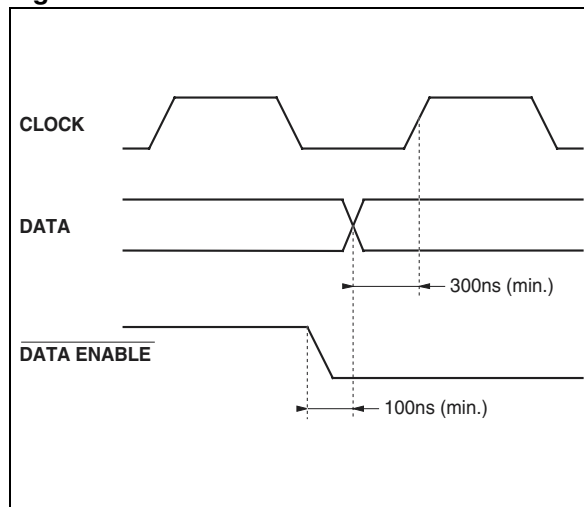 CLOCK
DATA
300ns (min.)
DATA ENABLE
100ns (min.)